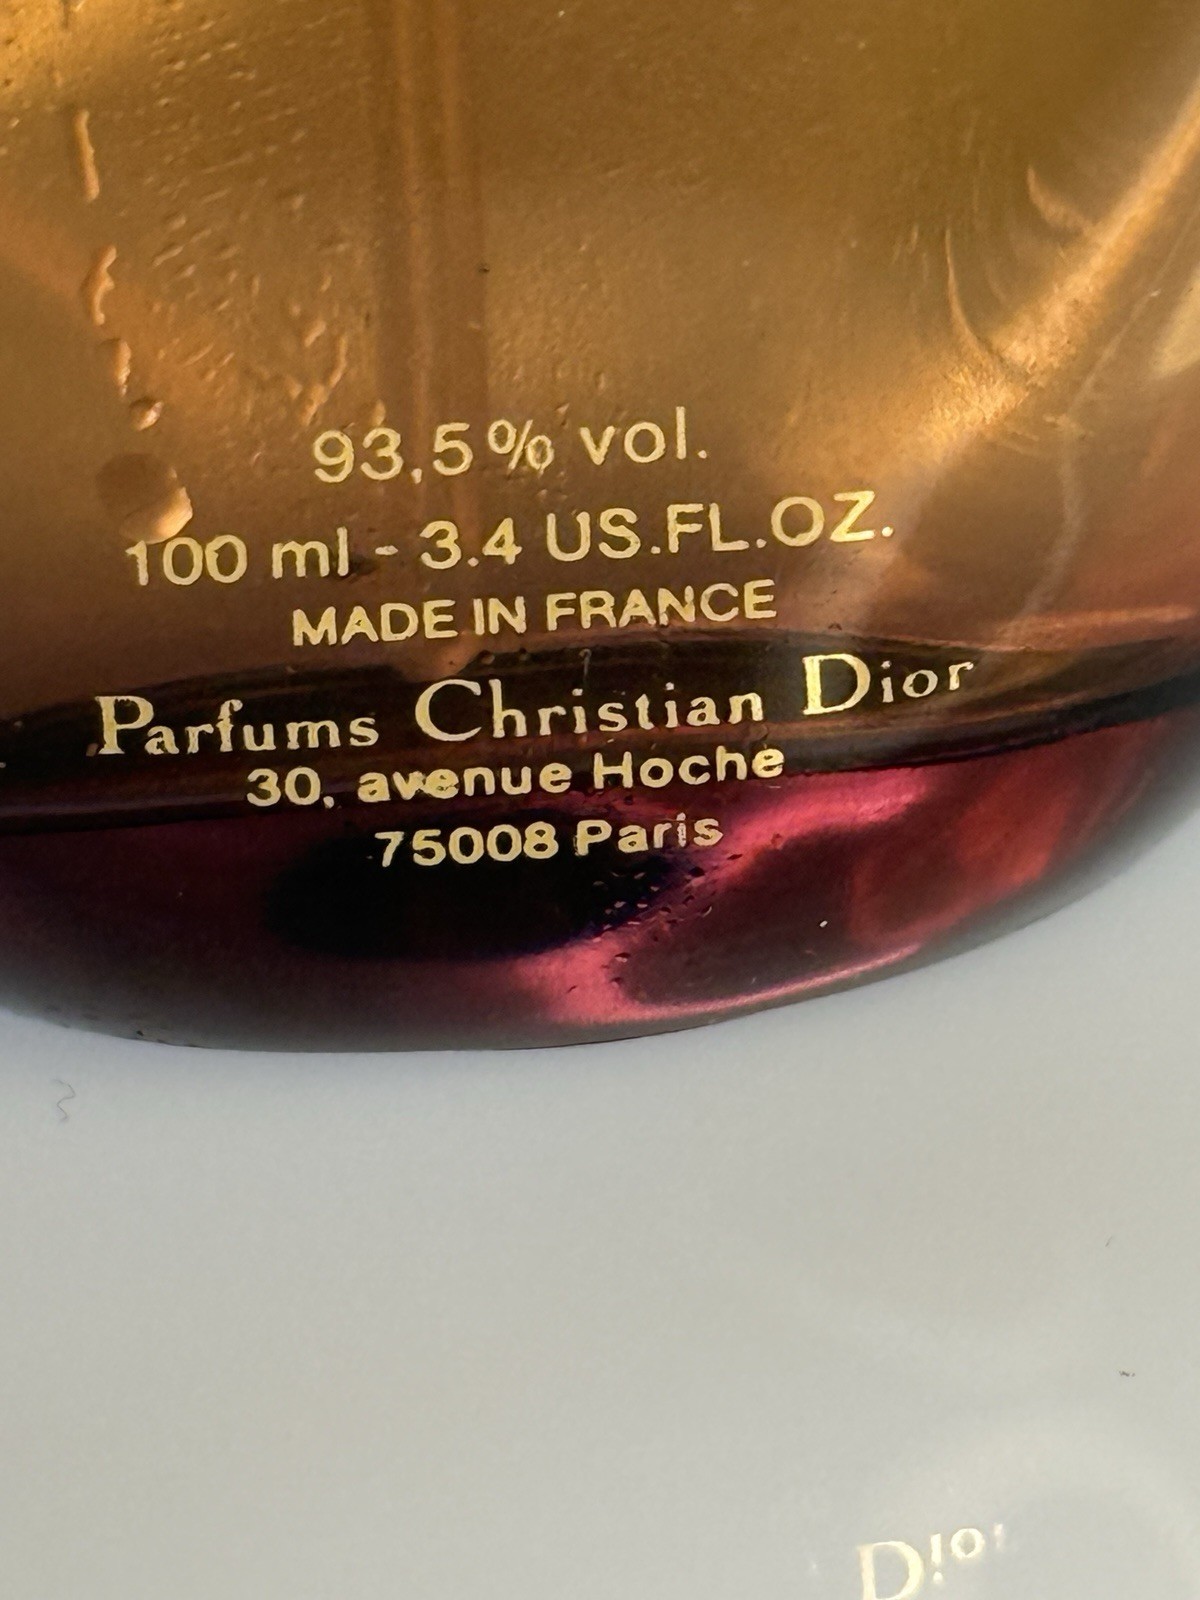 93,5% vol.
100 ml - 3.4 US.FL.OZ.
MADE IN FRANCE
Parfums Christian Dior
30, avenue Hoche
75008 Paris
Dior